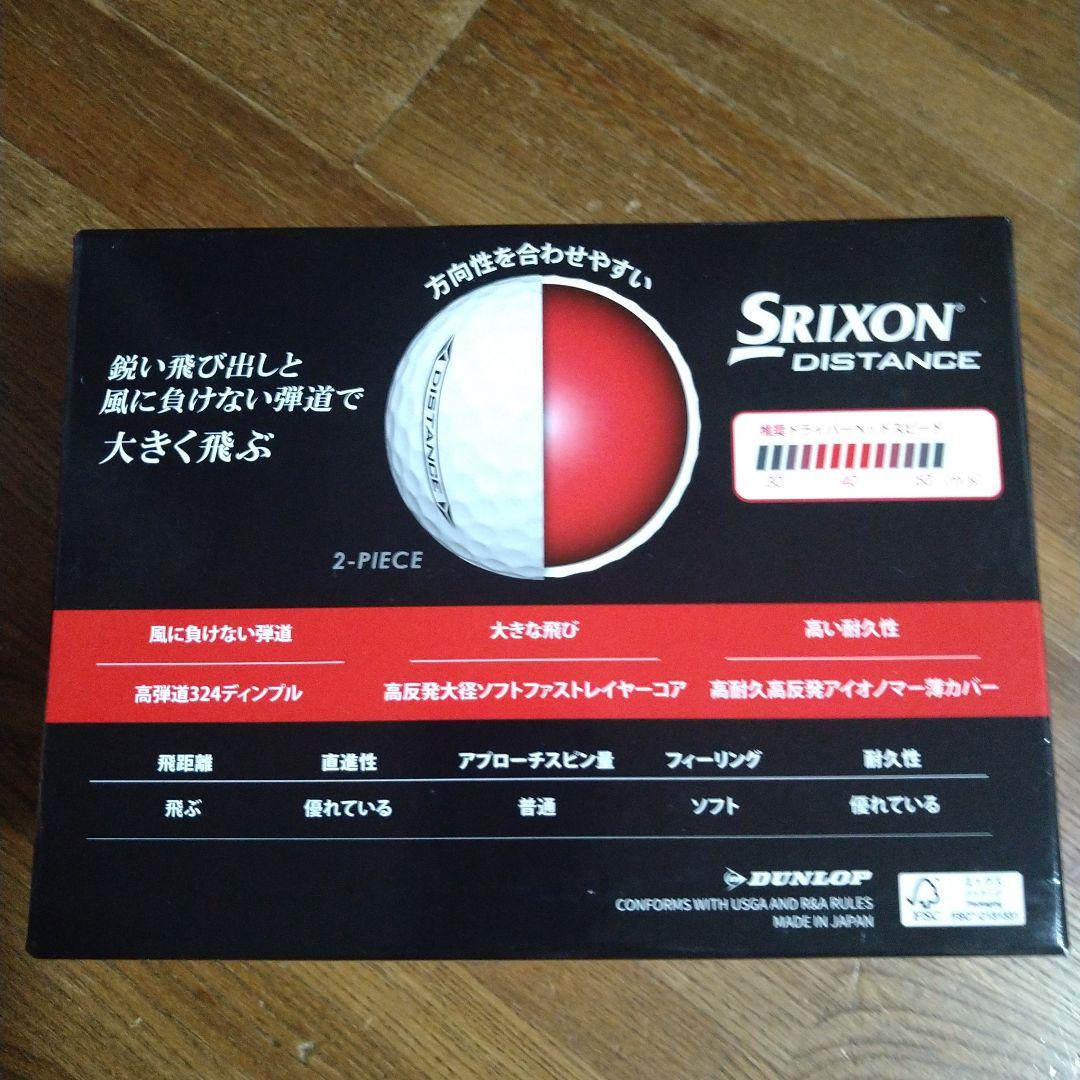 方向性を合わせやすい
鋭い飛び出しと
風に負けない弾道で
大きく飛ぶ
DISTANCE
2-PIECE
SRIXON®
DISTANCE
推奨ドライバーヘッドスピード
30 40 50 (m/s)
風に負けない弾道 大きな飛び 高い耐久性
高弾道324ディンプル 高反発大径ソフトファストレイヤーコア 高耐久高反発アイオノマー薄カバー
飛距離 直進性 アプローチスピン量 フィーリング 耐久性
飛ぶ 優れている 普通 ソフト 優れている
DUNLOP
CONFORMS WITH USGA AND R&A RULES
MADE IN JAPAN
FSC